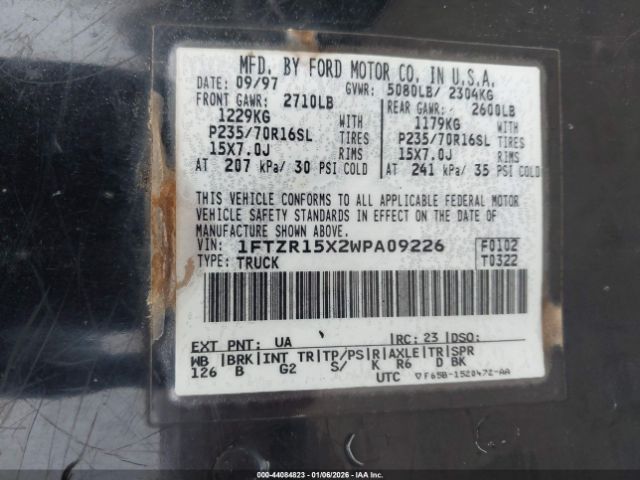 MFD. BY FORD MOTOR CO. IN U.S.A.
DATE: 09/97 GVWR: 5080LB/ 2304KG
FRONT GAWR: 2710LB REAR GAWR: 2600LB
1229KG WITH 1179KG WITH
P235/70R16SL TIRES P235/70R16SL TIRES
15X7.0J RIMS 15X7.0J RIMS
AT 207 kPa/ 30 PSI COLD AT 241 kPa/ 35 PSI COLD
THIS VEHICLE CONFORMS TO ALL APPLICABLE FEDERAL MOTOR
VEHICLE SAFETY STANDARDS IN EFFECT ON THE DATE OF
MANUFACTURE SHOWN ABOVE.
VIN: 1FTZR15X2WPA09226 F0102
TYPE: TRUCK T0322
EXT PNT: UA RC: 23 DSO:
WB BRK INT TR TP/PS R AXLE TR SPR
126 B G2 S/ K R6 D BK
UTC ▽F65B-1520472-AA
000-44084823 - 01/06/2026 - IAA Inc.